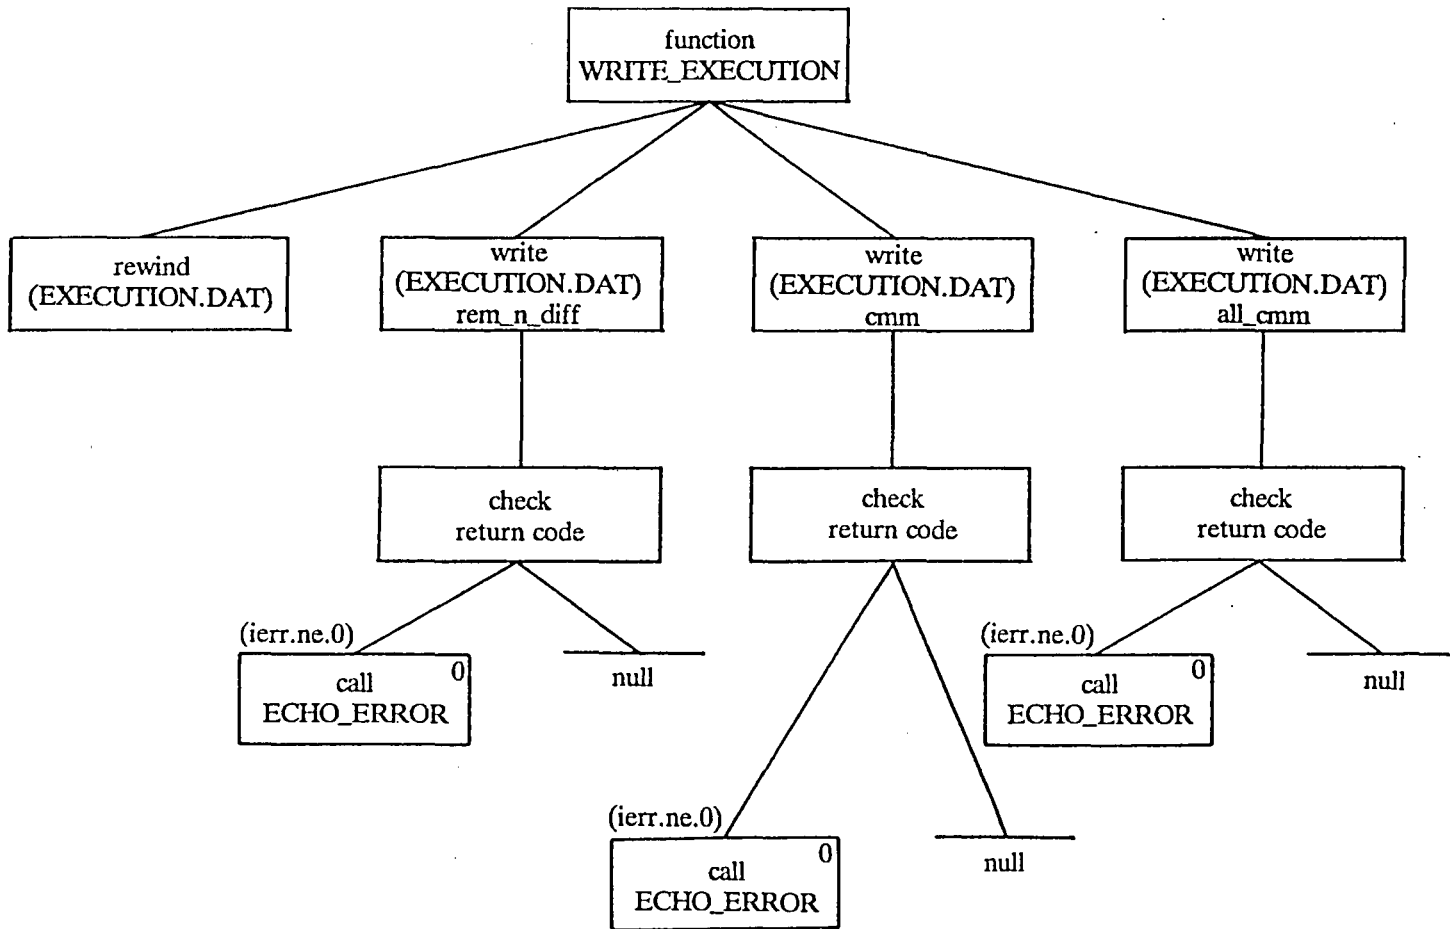 function
WRITE_EXECUTION
rewind
(EXECUTION.DAT)
write
(EXECUTION.DAT)
rem_n_diff
write
(EXECUTION.DAT)
cmm
write
(EXECUTION.DAT)
all_cmm
check
return code
check
return code
check
return code
(ierr.ne.0)
0
call
ECHO_ERROR
null
(ierr.ne.0)
0
call
ECHO_ERROR
null
(ierr.ne.0)
0
call
ECHO_ERROR
null